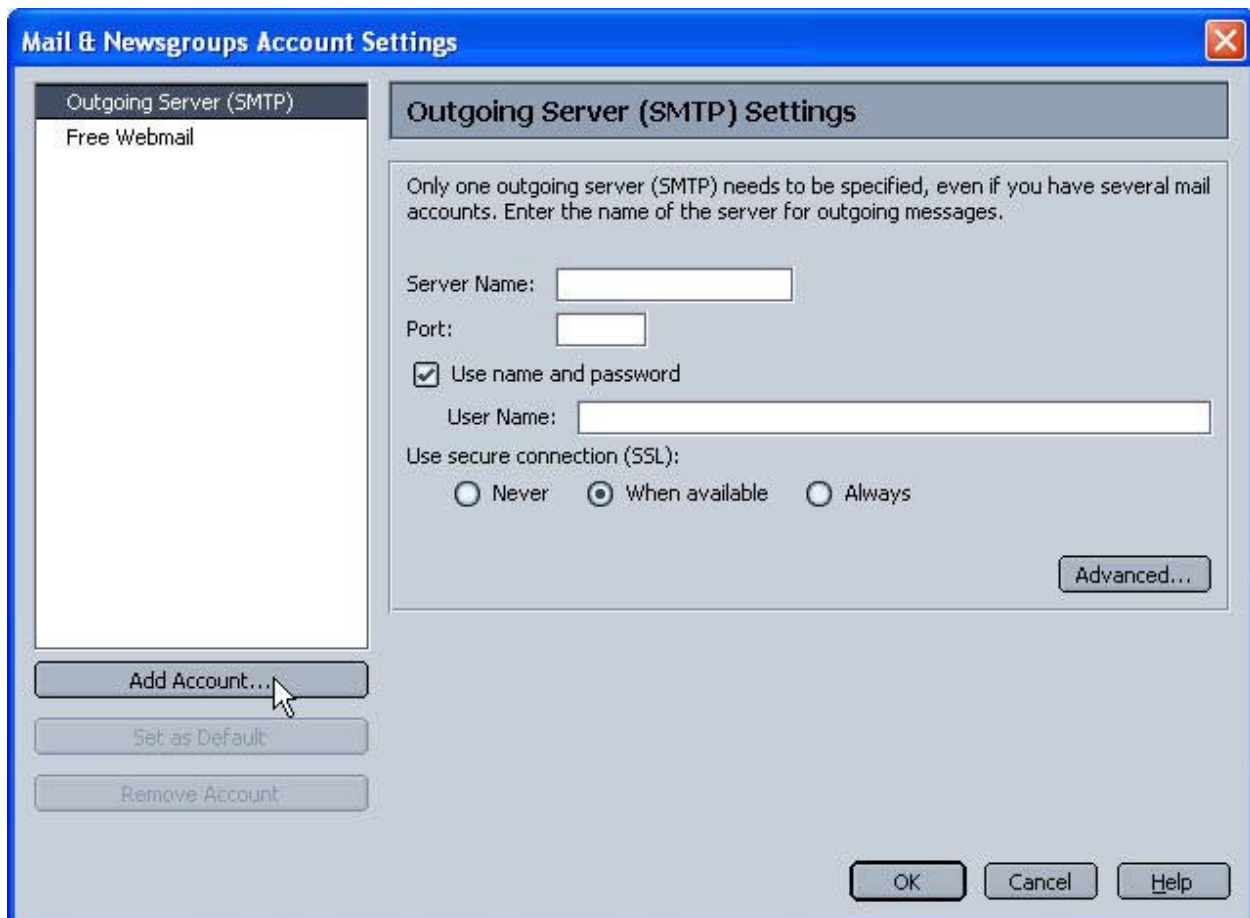 Mail & Newsgroups Account Settings
Outgoing Server (SMTP)
Free Webmail
Add Account...
Set as Default
Remove Account
Outgoing Server (SMTP) Settings
Only one outgoing server (SMTP) needs to be specified, even if you have several mail
accounts. Enter the name of the server for outgoing messages.
Server Name:
Port:
Use name and password
User Name:
Use secure connection (SSL):
Never When available Always
Advanced...
OK Cancel Help